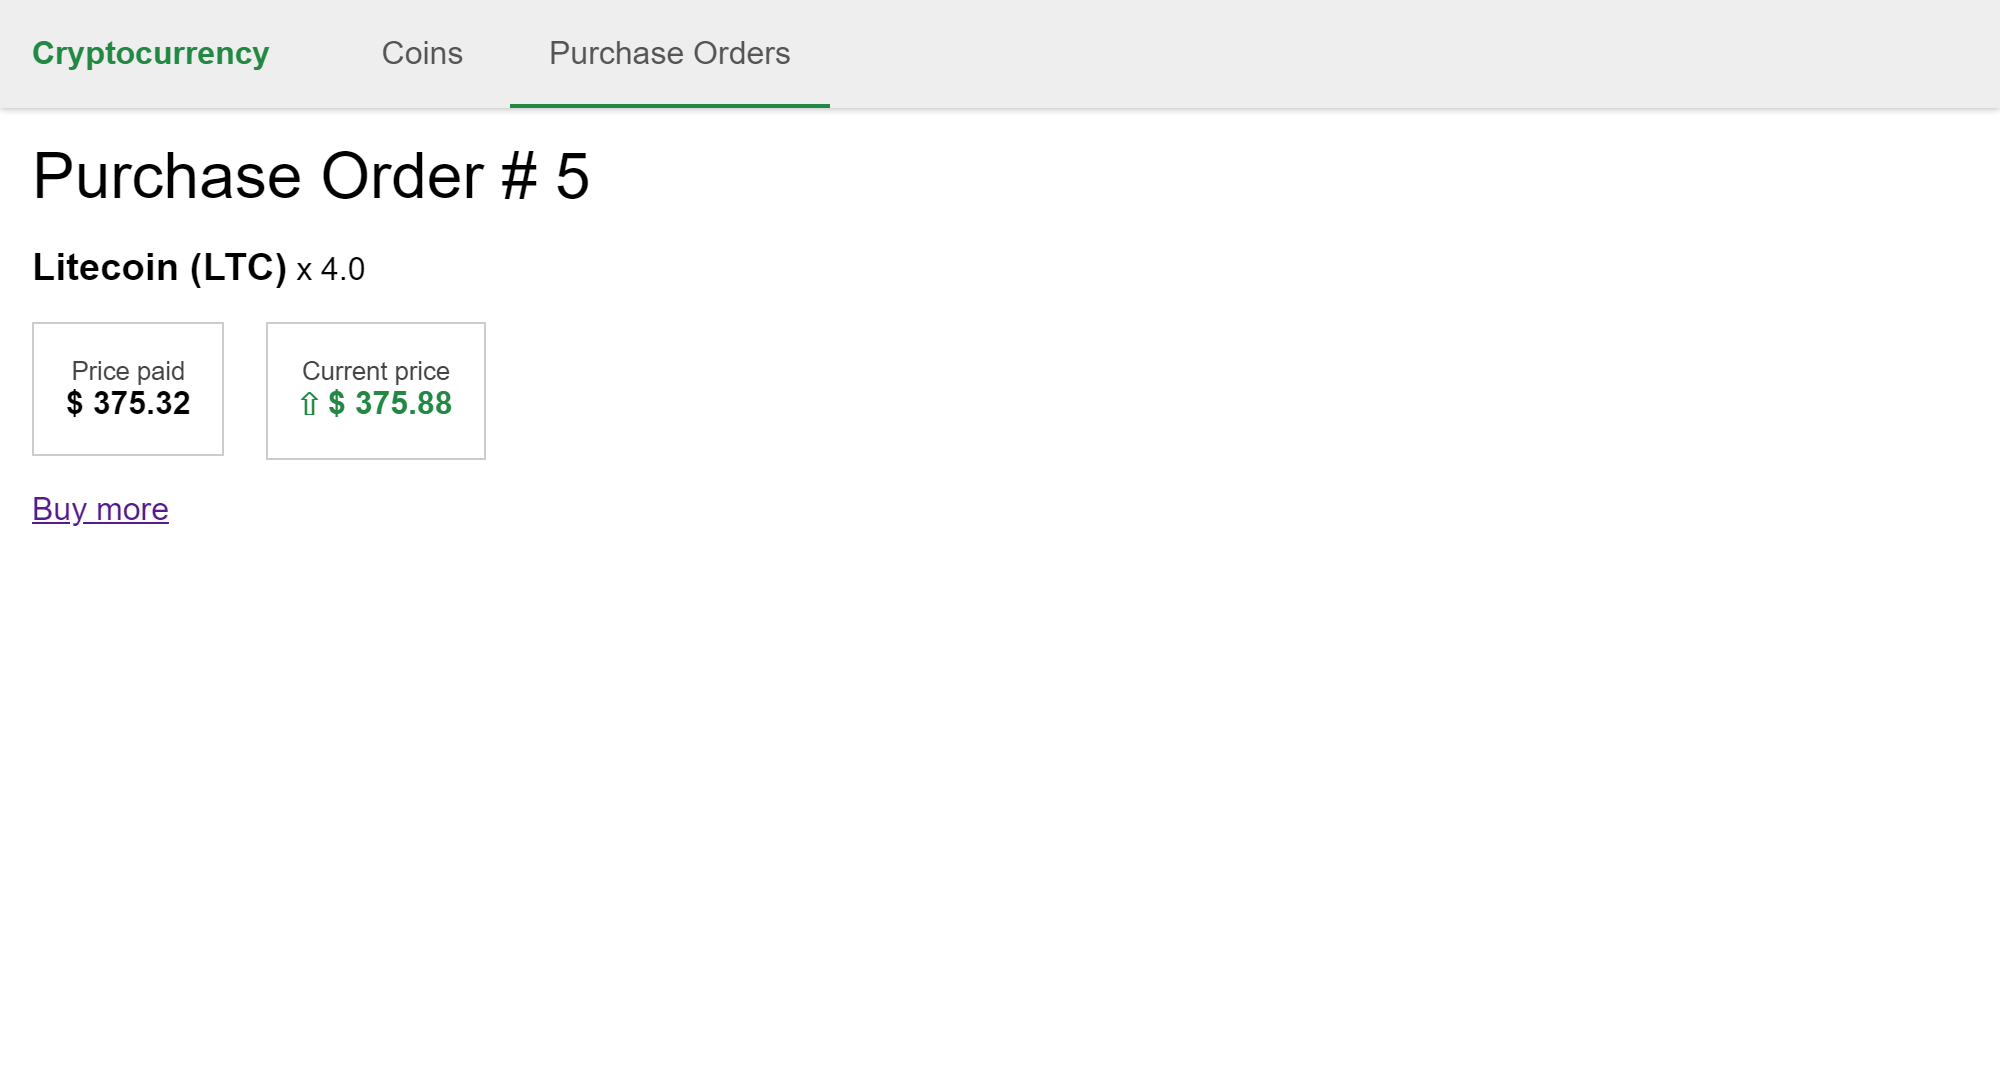 Cryptocurrency Coins Purchase Orders
Purchase Order # 5
Litecoin (LTC) x 4.0
Price paid
$ 375.32
Current price
⇧ $ 375.88
Buy more